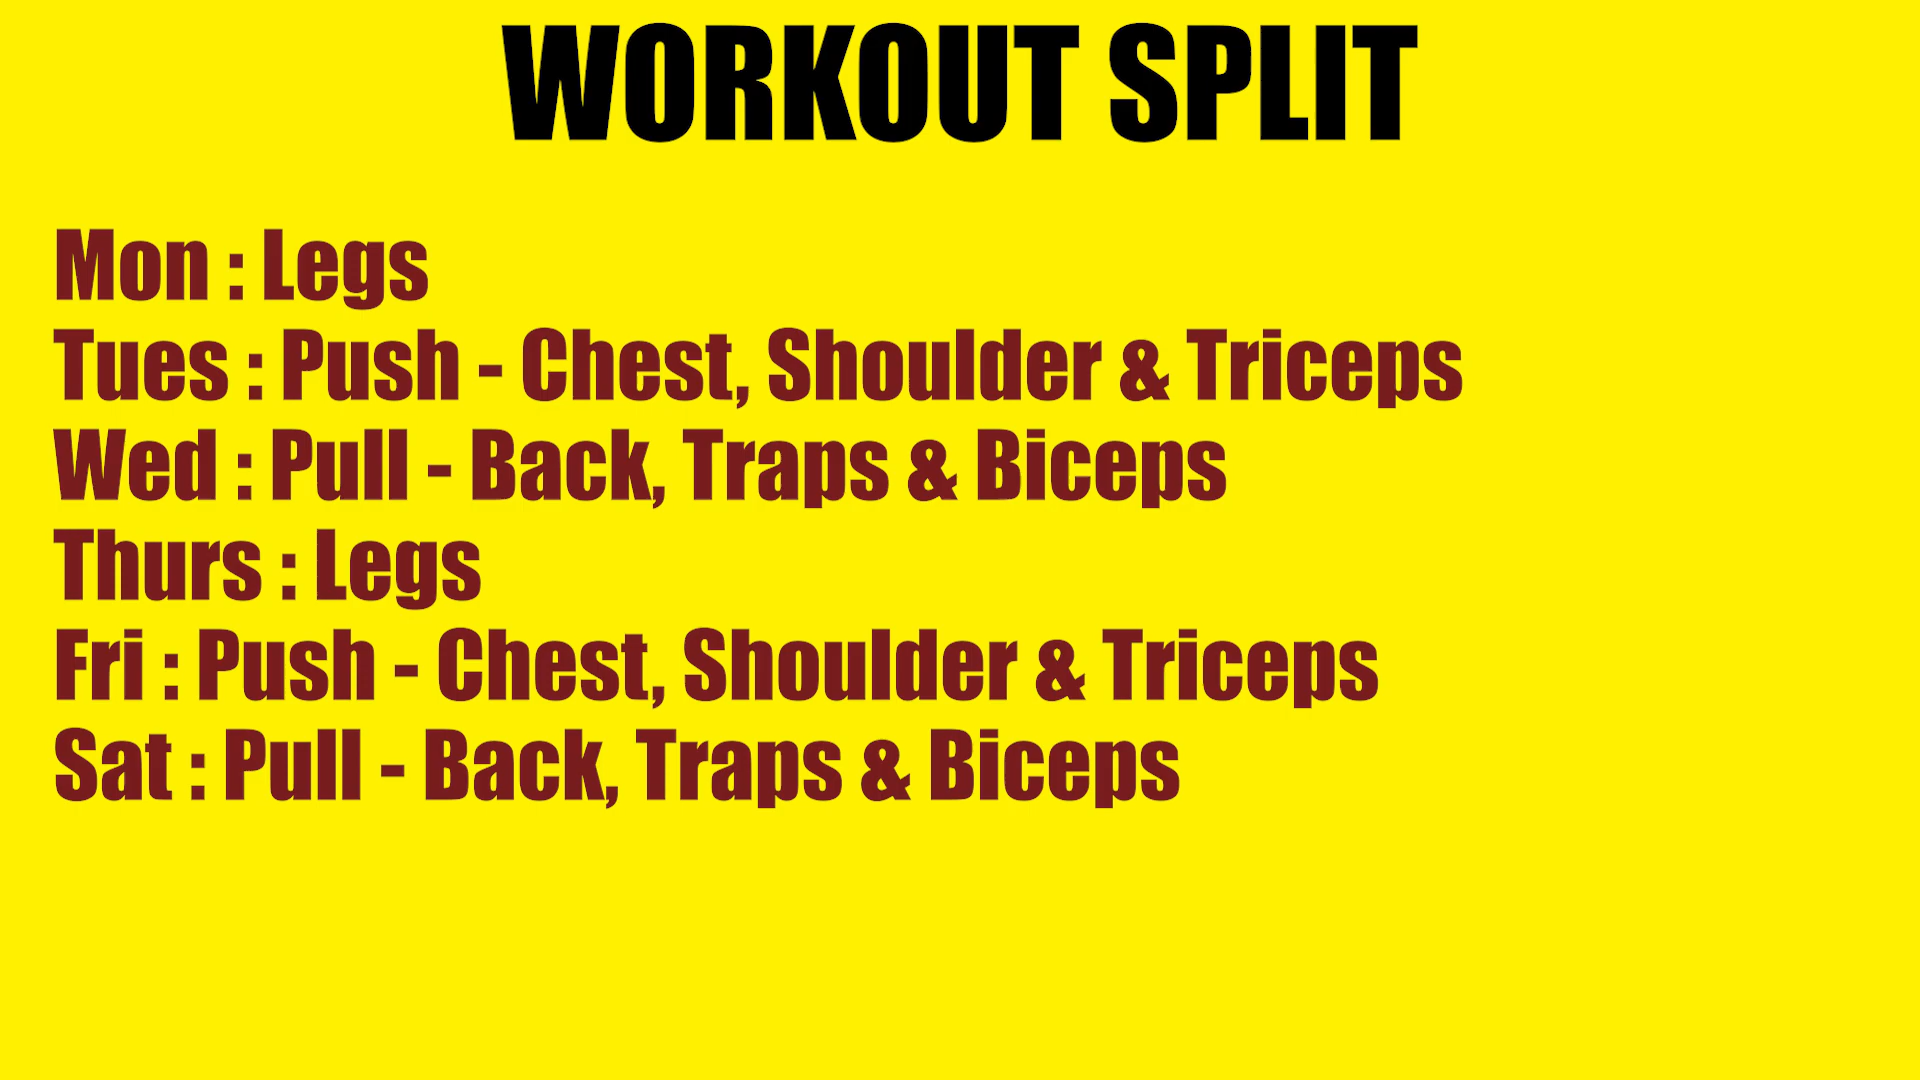 WORKOUT SPLIT
Mon : Legs
Tues : Push - Chest, Shoulder & Triceps
Wed : Pull - Back, Traps & Biceps
Thurs : Legs
Fri : Push - Chest, Shoulder & Triceps
Sat : Pull - Back, Traps & Biceps